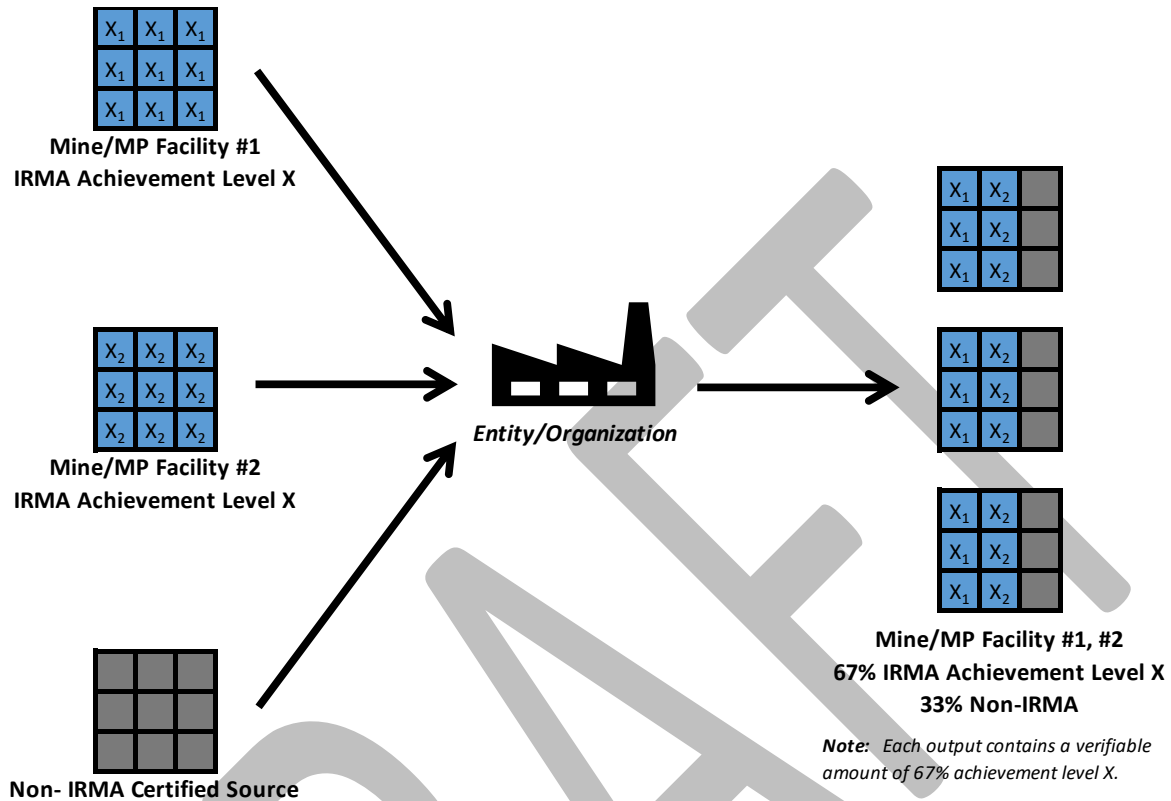 X1 X1 X1
X1 X1 X1
X1 X1 X1
Mine/MP Facility #1
IRMA Achievement Level X
X2 X2 X2
X2 X2 X2
X2 X2 X2
Mine/MP Facility #2
IRMA Achievement Level X
Non- IRMA Certified Source
Entity/Organization
X1 X2
X1 X2
X1 X2
X1 X2
X1 X2
X1 X2
X1 X2
X1 X2
X1 X2
Mine/MP Facility #1, #2
67% IRMA Achievement Level X
33% Non-IRMA
Note: Each output contains a verifiable
amount of 67% achievement level X.
DRAFT